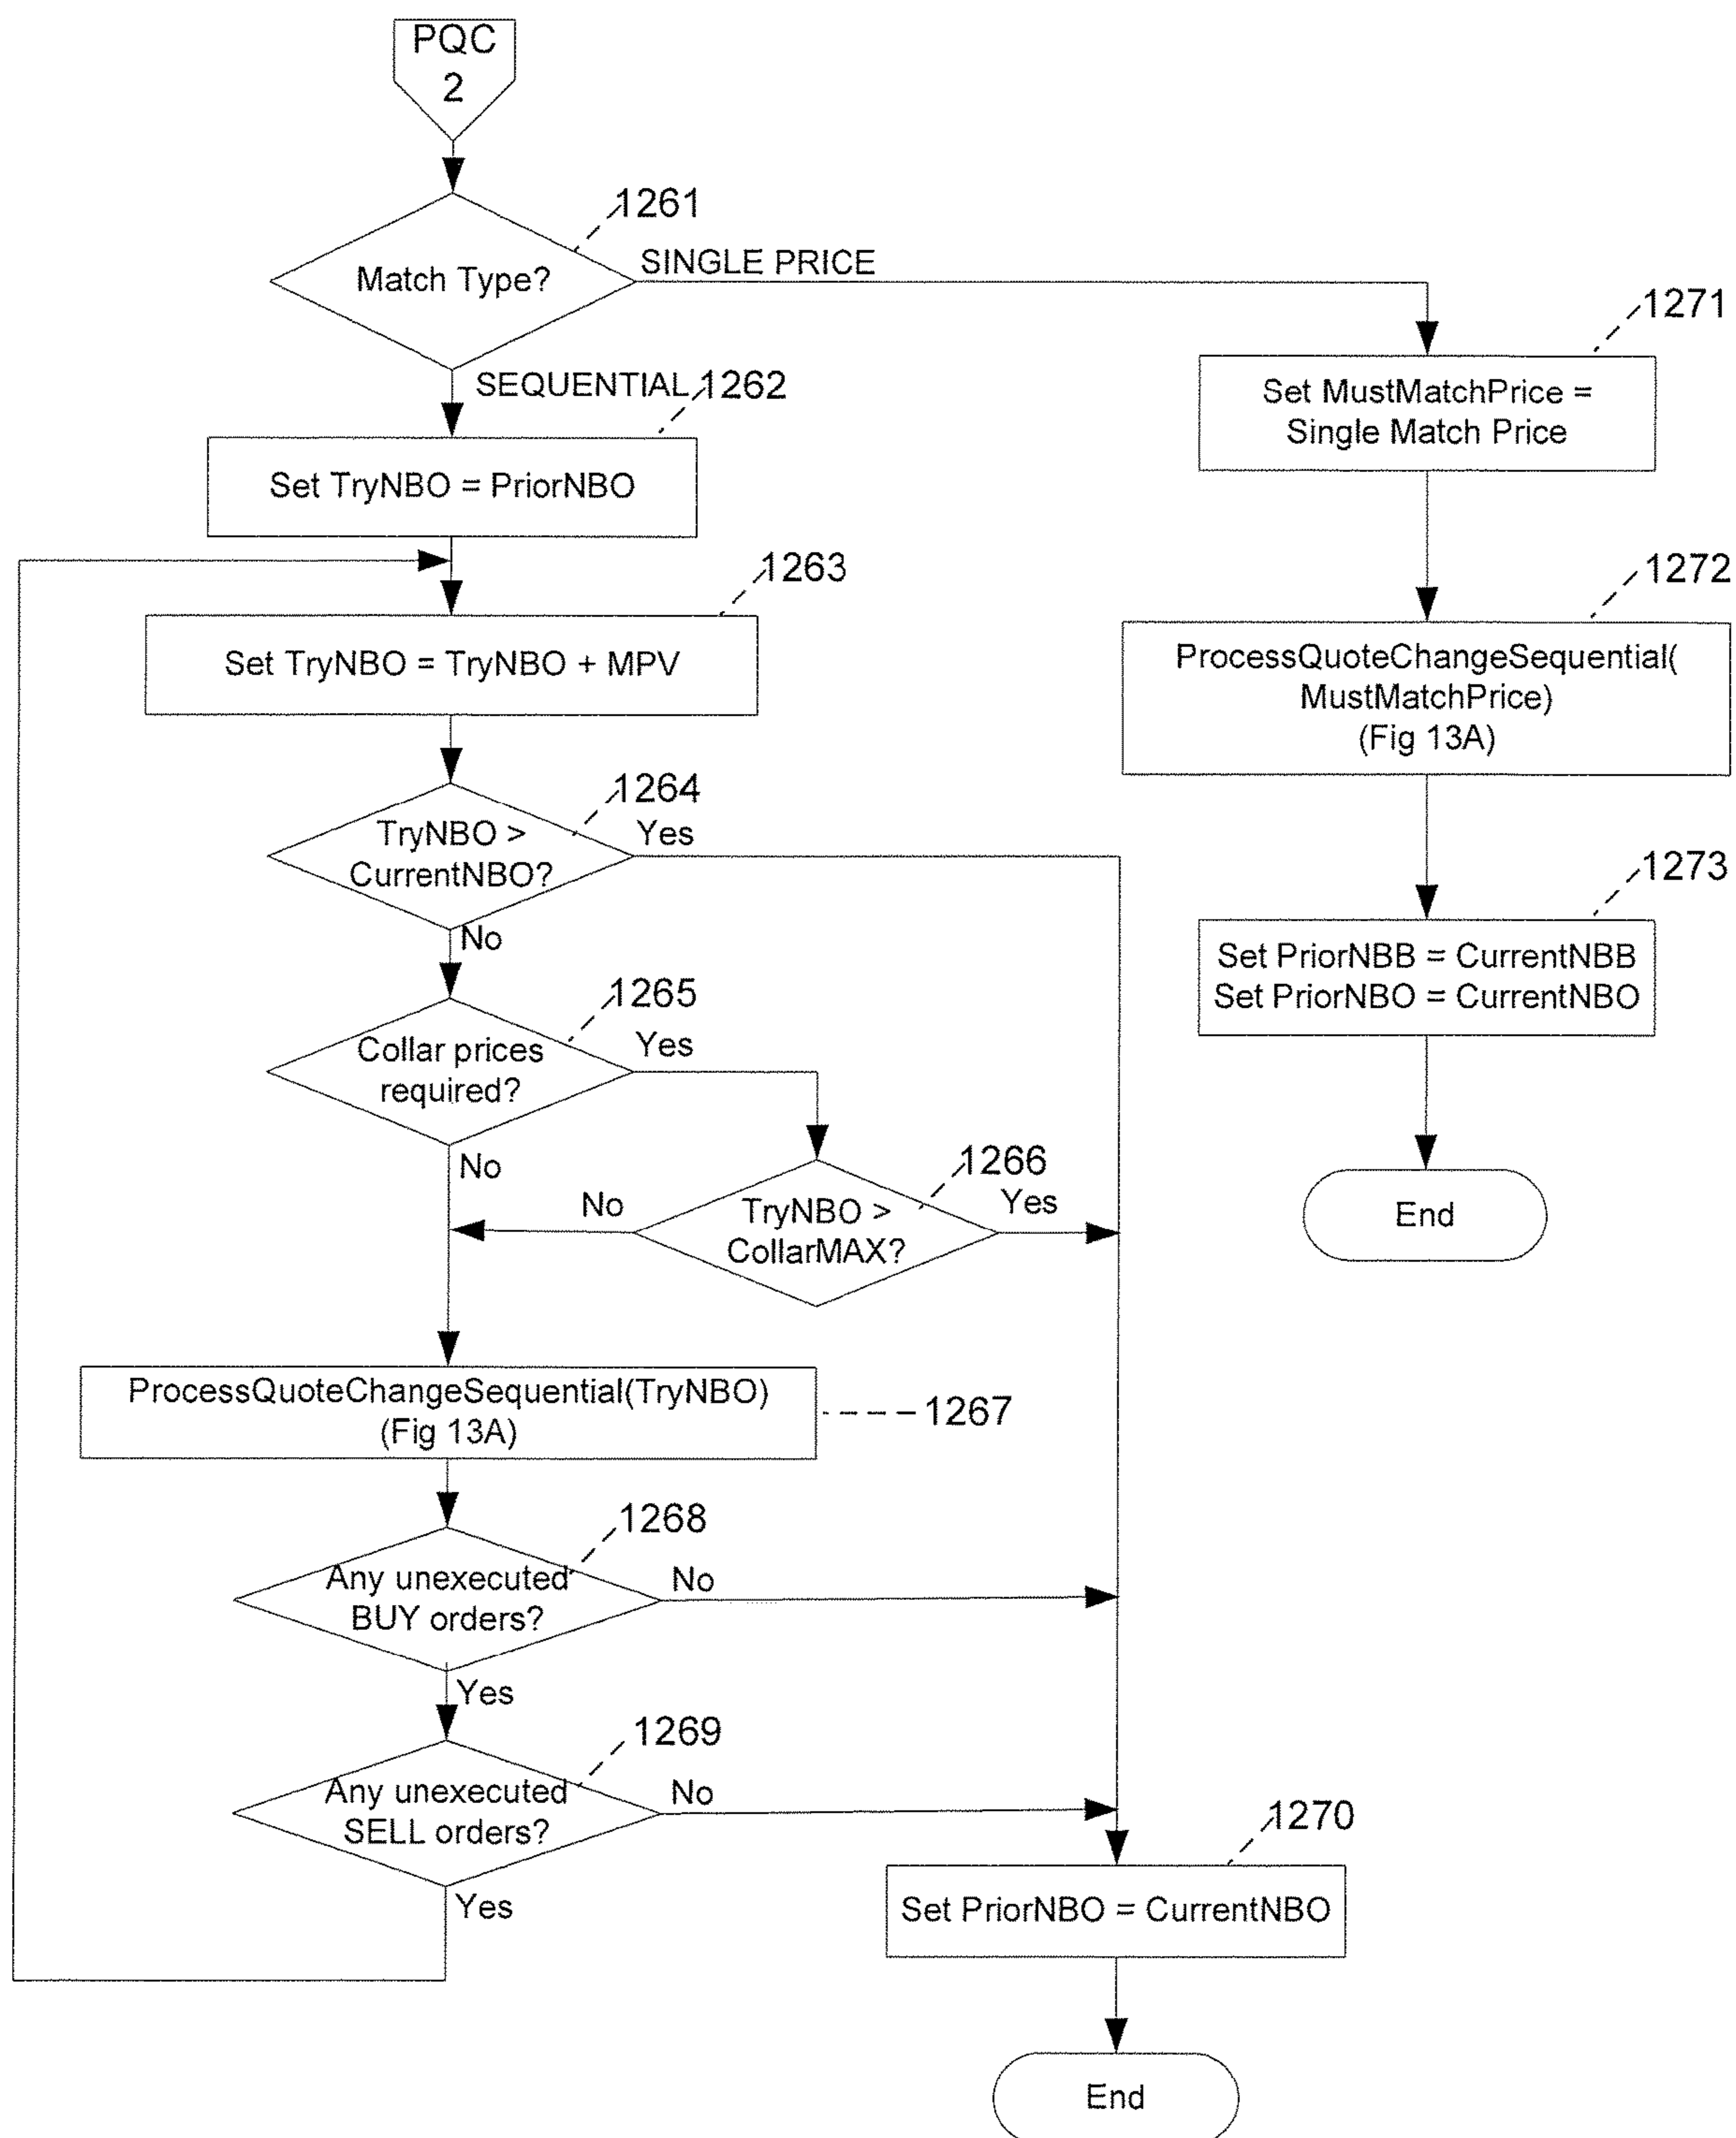 PQC
2
1261
Match Type?
SINGLE PRICE
SEQUENTIAL
1262
Set TryNBO = PriorNBO
1263
Set TryNBO = TryNBO + MPV
1264
TryNBO >
CurrentNBO?
Yes
No
1265
Collar prices
required?
Yes
No
1266
TryNBO >
CollarMAX?
No
Yes
ProcessQuoteChangeSequential(TryNBO)
(Fig 13A)
1267
1268
Any unexecuted
BUY orders?
No
Yes
1269
Any unexecuted
SELL orders?
No
Yes
1270
Set PriorNBO = CurrentNBO
End
1271
Set MustMatchPrice =
Single Match Price
1272
ProcessQuoteChangeSequential(
MustMatchPrice)
(Fig 13A)
1273
Set PriorNBB = CurrentNBB
Set PriorNBO = CurrentNBO
End